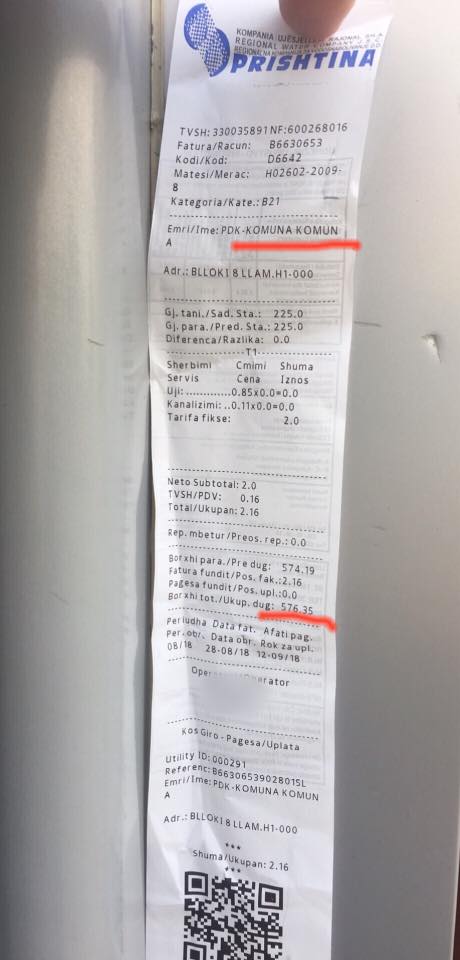 KOMPANIA UJESJELLES RAJONAL SH.A.
REGIONAL WATER COMPANY J.S.C.
PRISHTINA
TVSH: 330035891 NF:600268016
Fatura/Racun: B6630653
Kodi/Kod: D6642
Matesi/Merac: H02602-2009-
8
Kategoria/Kate.: B21
Emri/Ime: PDK-KOMUNA KOMUN
A
Adr.: BLLOKI 8 LLAM.H1-000
Gj.tani./Sad. Sta.: 225.0
Gj.para./Pred. Sta.: 225.0
Diferenca/Razlika: 0.0
T1
Sherbimi Cmimi Shuma
Servis Cena Iznos
Uji: .............0.85x0.0=0.0
Kanalizimi: ..0.11x0.0=0.0
Tarifa fikse: 2.0
Neto Subtotal: 2.0
TVSH/PDV: 0.16
Total/Ukupan: 2.16
Rep.mbetur/Preos.rep.: 0.0
Borxhi para./Pre dug: 574.19
Fatura fundit/Pos. fak.:2.16
Pagesa fundit/Pos. upl.:0.0
Borxhi tot./Ukup. dug: 576.35
Periudha Data fat. Afati pag.
Per.obr. Data obr. Rok za upl.
08/18 28-08/18 12-09/18
Kos Giro - Pagesa/Uplata
Utility ID: 000291
Referenc: B6630653902801SL
Emri/Ime: PDK-KOMUNA KOMUN
A
Adr.: BLLOKI 8 LLAM.H1-000
***
Shuma/Ukupan: 2.16
***